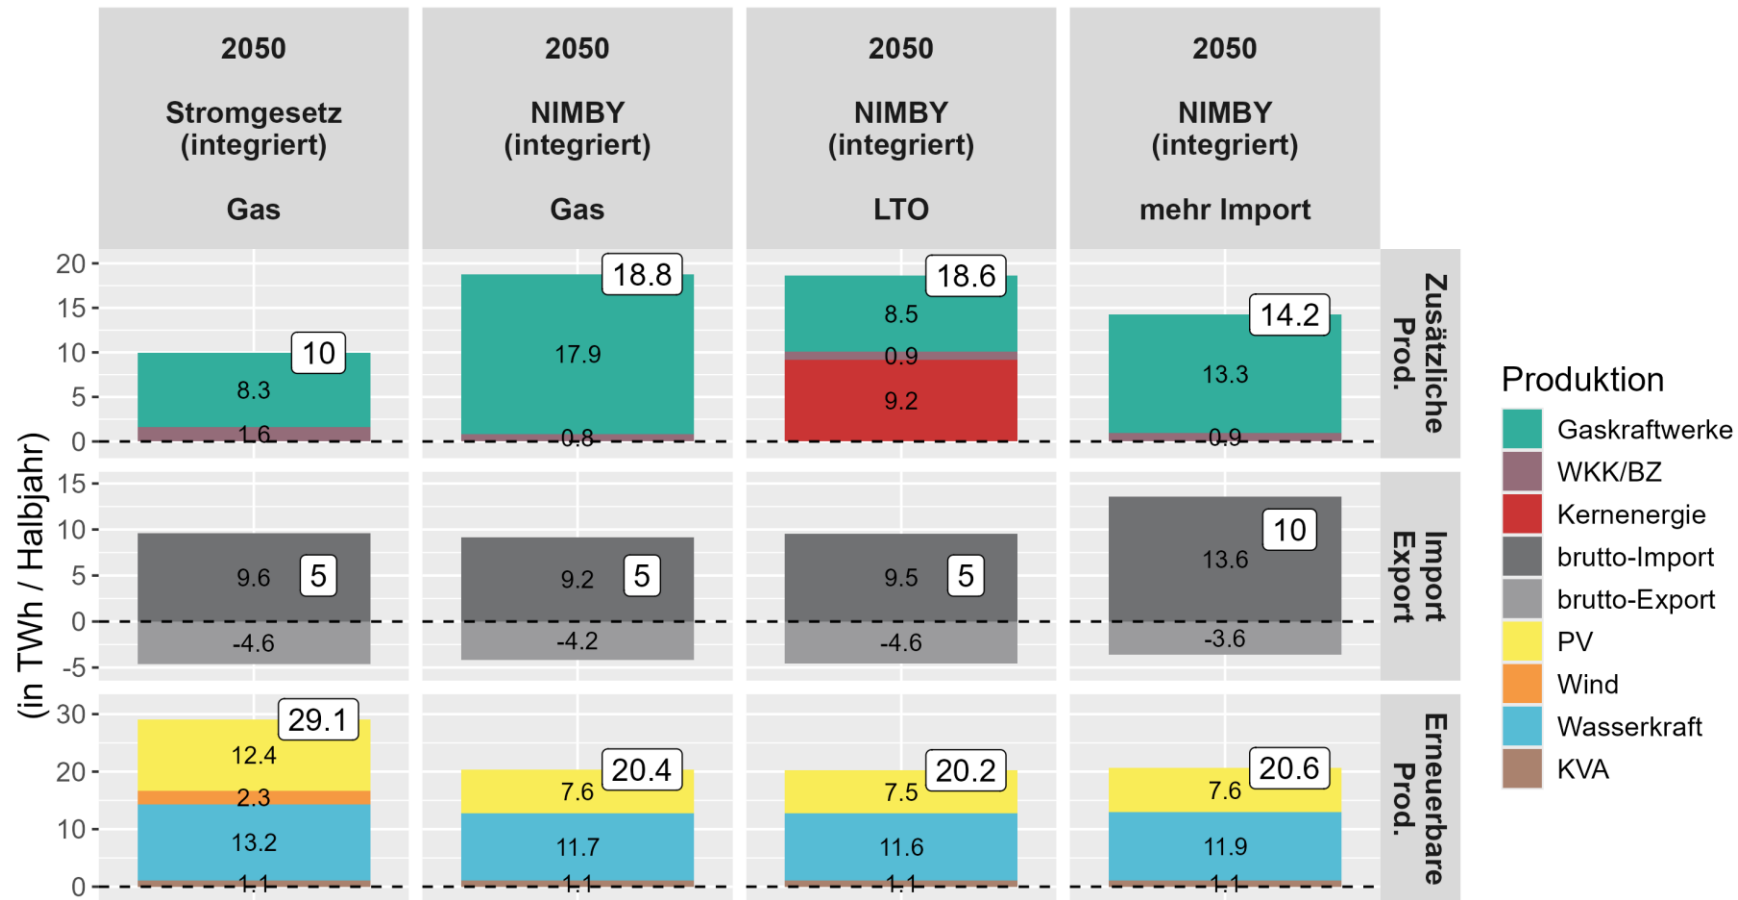 2050
Stromgesetz
(integriert)
Gas
2050
NIMBY
(integriert)
Gas
2050
NIMBY
(integriert)
LTO
2050
NIMBY
(integriert)
mehr Import
(in TWh / Halbjahr)
20
15
10
5
0
10
8.3
1.6
18.8
17.9
0.8
18.6
8.5
0.9
9.2
14.2
13.3
0.9
Zusätzliche
Prod.
15
10
5
0
-5
9.6
5
-4.6
9.2
5
-4.2
9.5
5
-4.6
10
13.6
-3.6
Import
Export
30
20
10
0
29.1
12.4
2.3
13.2
1.1
20.4
7.6
11.7
1.1
20.2
7.5
11.6
1.1
20.6
7.6
11.9
1.1
Erneuerbare
Prod.
Produktion
Gaskraftwerke
WKK/BZ
Kernenergie
brutto-Import
brutto-Export
PV
Wind
Wasserkraft
KVA